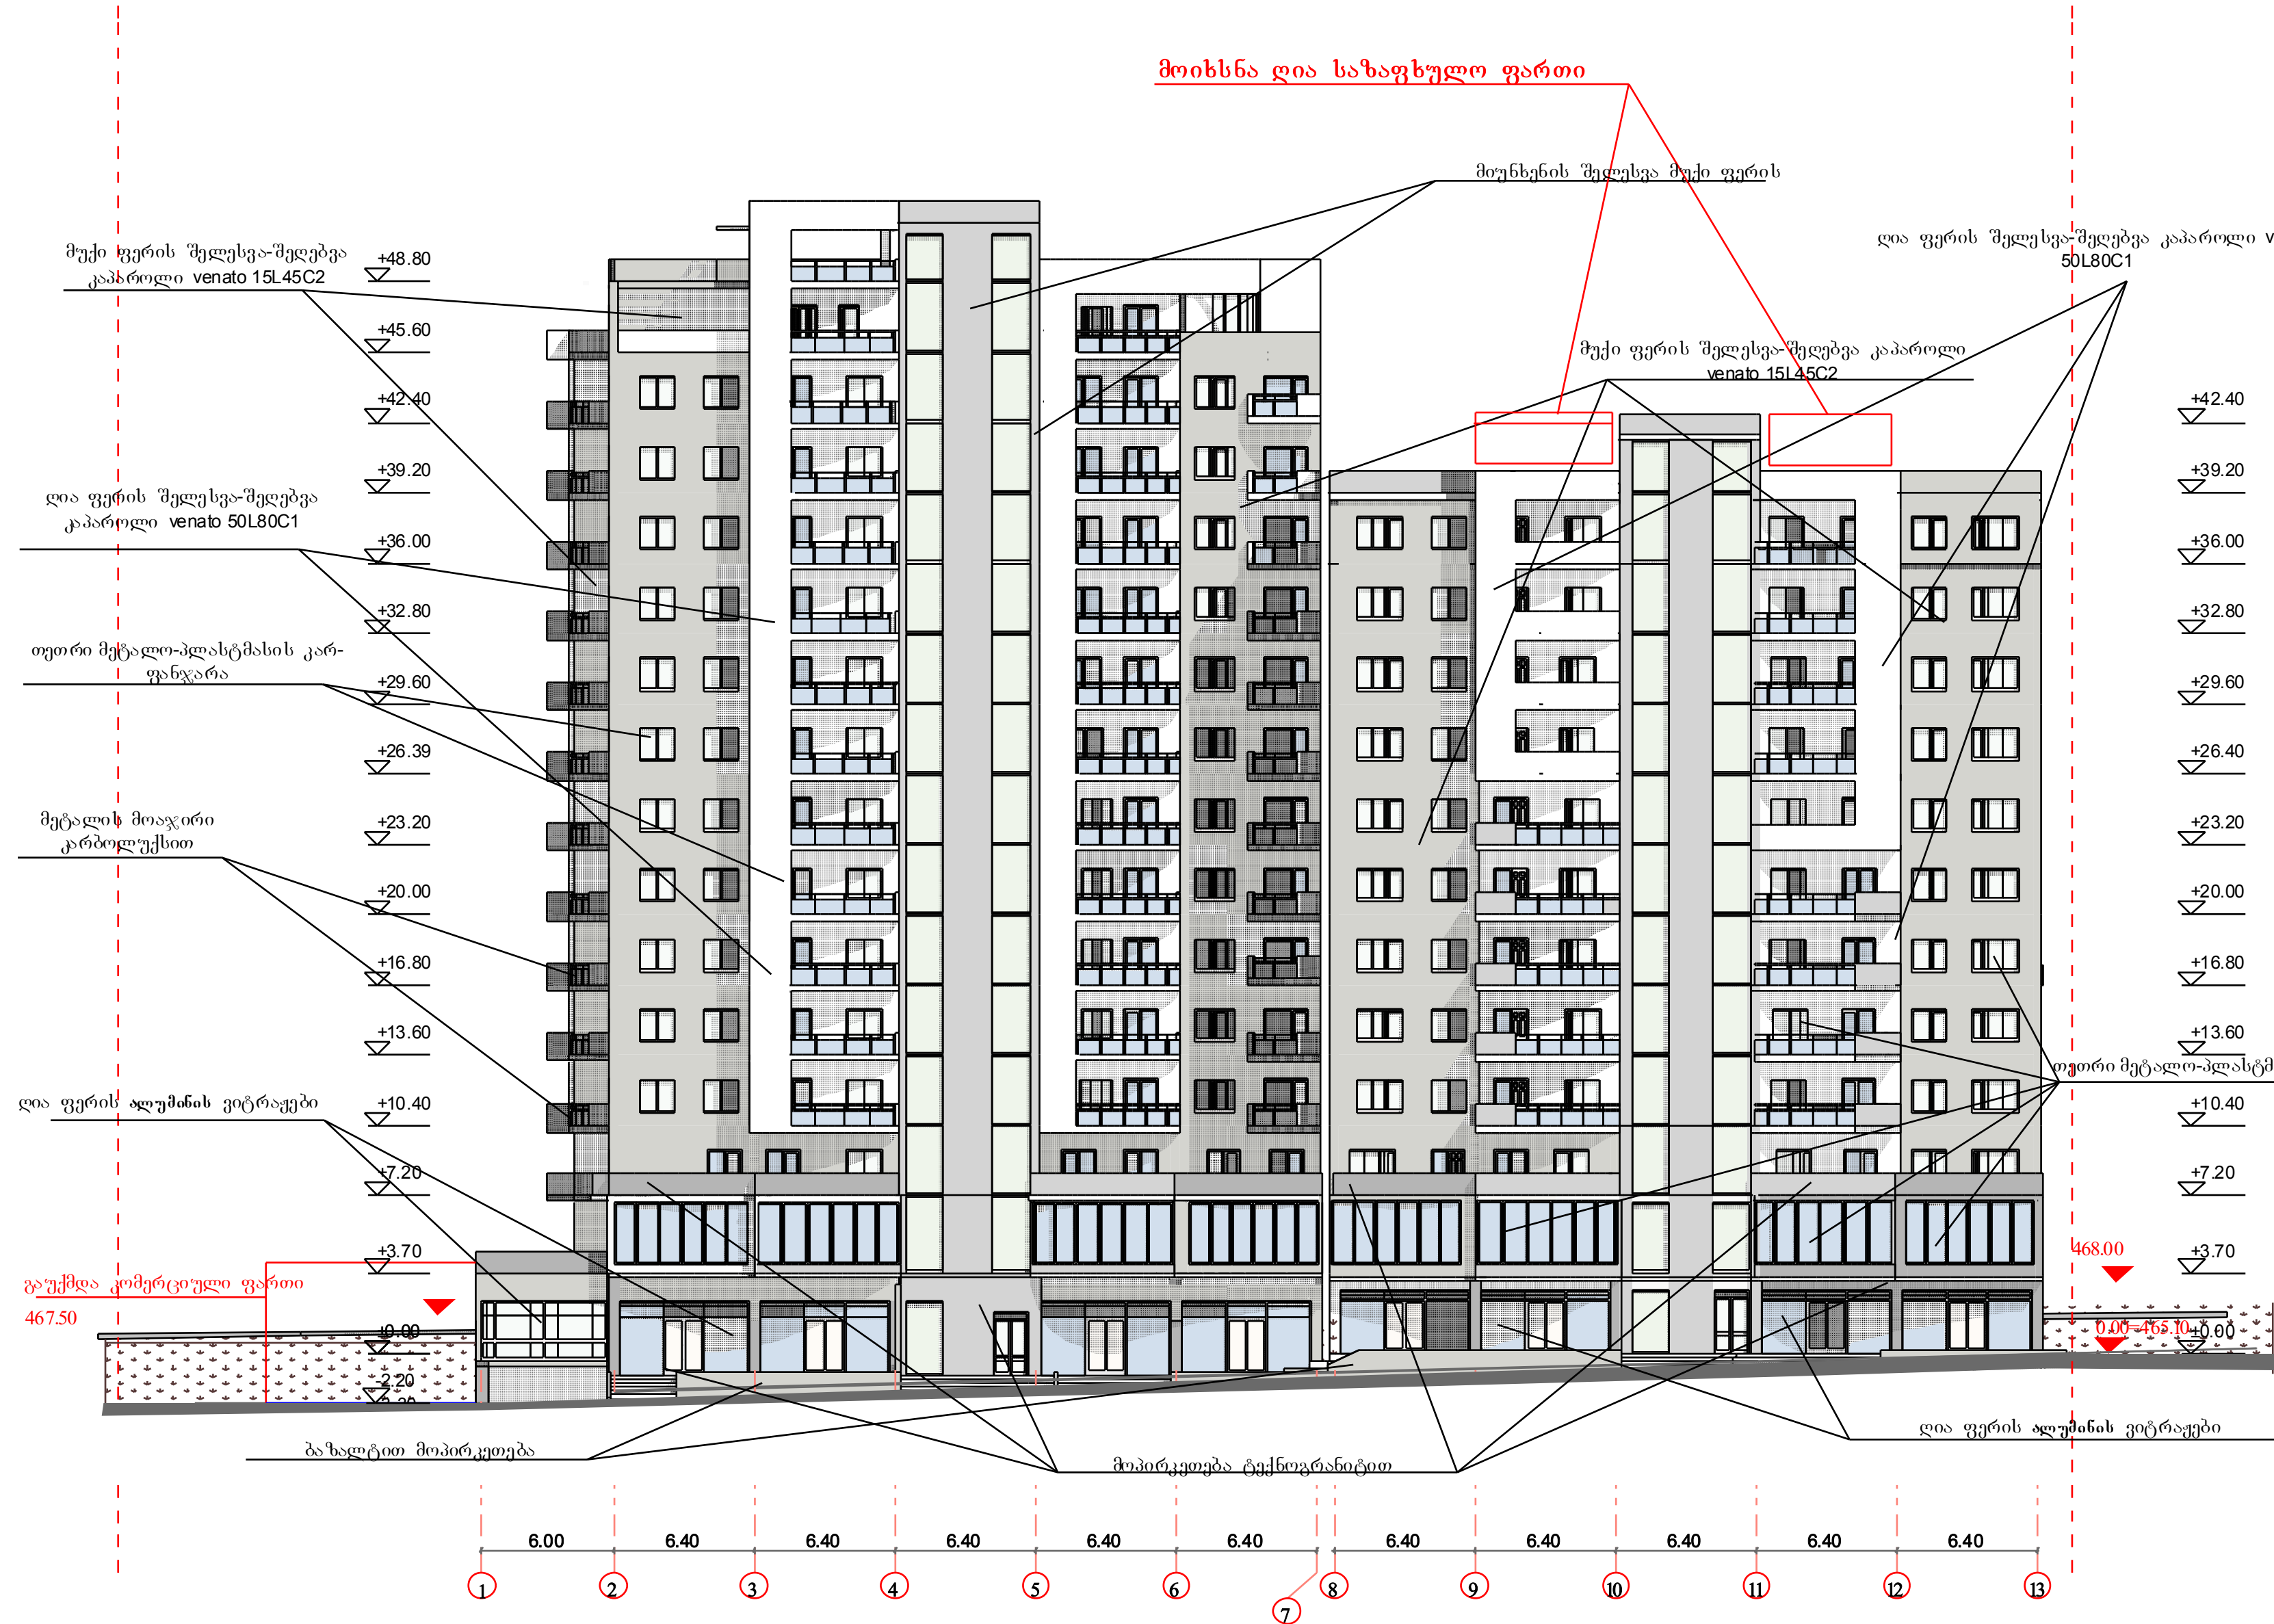 მოიხსნა ღია საზაფხულო ფართი
მიუნხენის შელესვა მუქი ფერის
მუქი ფერის შელესვა-შეღებვა
კაპაროლი venato 15L45C2
ღია ფერის შელესვა-შეღებვა კაპაროლი v
50L80C1
მუქი ფერის შელესვა-შეღებვა კაპაროლი
venato 15L45C2
ღია ფერის შელესვა-შეღებვა
კაპაროლი venato 50L80C1
თეთრი მეტალო-პლასტმასის კარ-
ფანჯარა
მეტალის მოაჯირი
კარბოლუქსით
ღია ფერის ალუმინის ვიტრაჟები
გაუქმდა კომერციული ფართი
467.50
+48.80
+45.60
+42.40
+39.20
+36.00
+32.80
+29.60
+26.39
+23.20
+20.00
+16.80
+13.60
+10.40
+7.20
+3.70
±0.00
-2.20
+42.40
+39.20
+36.00
+32.80
+29.60
+26.40
+23.20
+20.00
+16.80
+13.60
თეთრი მეტალო-პლასტმ
+10.40
+7.20
+3.70
468.00
0.00=465.10
±0.00
ღია ფერის ალუმინის ვიტრაჟები
ბაზალტით მოპირკეთება
მოპირკეთება ტექნოგრანიტით
6.00 6.40 6.40 6.40 6.40 6.40 6.40 6.40 6.40 6.40 6.40
1 2 3 4 5 6 7 8 9 10 11 12 13